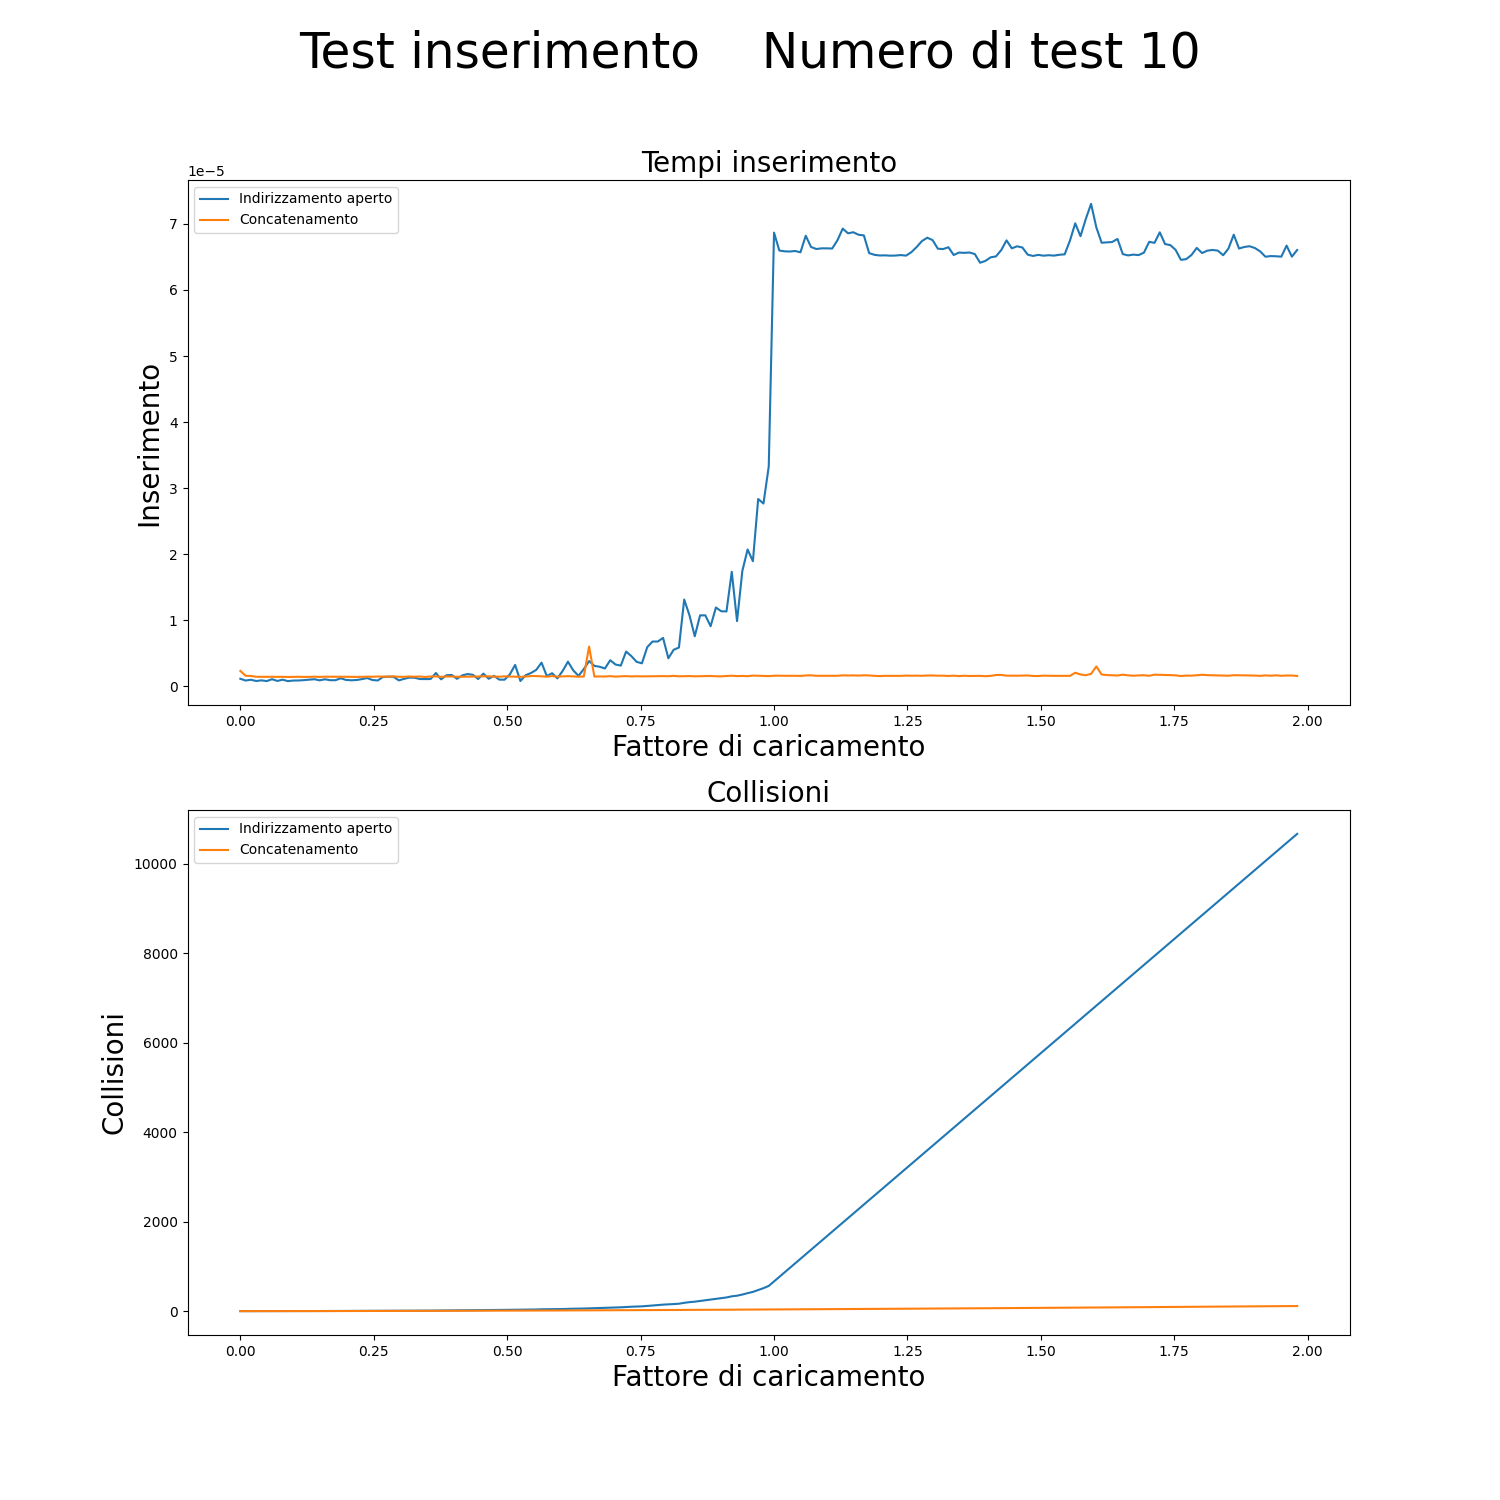 Test inserimento    Numero di test 10
Tempi inserimento
1e−5
Indirizzamento aperto
Concatenamento
7
6
5
4
3
2
1
0
Inserimento
0.00 0.25 0.50 0.75 1.00 1.25 1.50 1.75 2.00
Fattore di caricamento
Collisioni
Indirizzamento aperto
Concatenamento
10000
8000
6000
4000
2000
0
Collisioni
0.00 0.25 0.50 0.75 1.00 1.25 1.50 1.75 2.00
Fattore di caricamento